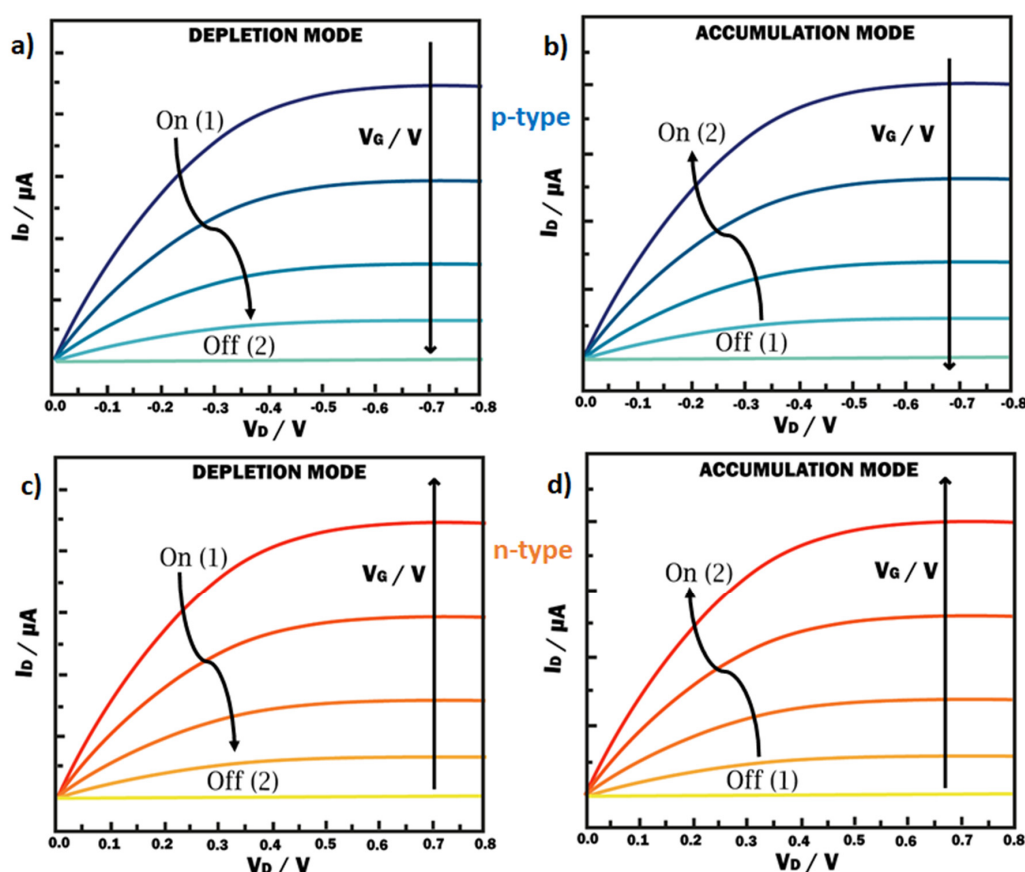 a)
DEPLETION MODE
On (1)
VG / V
Off (2)
ID / µA
0.0 -0.1 -0.2 -0.3 -0.4 -0.5 -0.6 -0.7 -0.8
VD / V
p-type
b)
ACCUMULATION MODE
On (2)
VG / V
Off (1)
ID / µA
0.0 -0.1 -0.2 -0.3 -0.4 -0.5 -0.6 -0.7 -0.8
VD / V
c)
DEPLETION MODE
On (1)
VG / V
Off (2)
ID / µA
0.0 0.1 0.2 0.3 0.4 0.5 0.6 0.7 0.8
VD / V
n-type
d)
ACCUMULATION MODE
On (2)
VG / V
Off (1)
ID / µA
0.0 0.1 0.2 0.3 0.4 0.5 0.6 0.7 0.8
VD / V